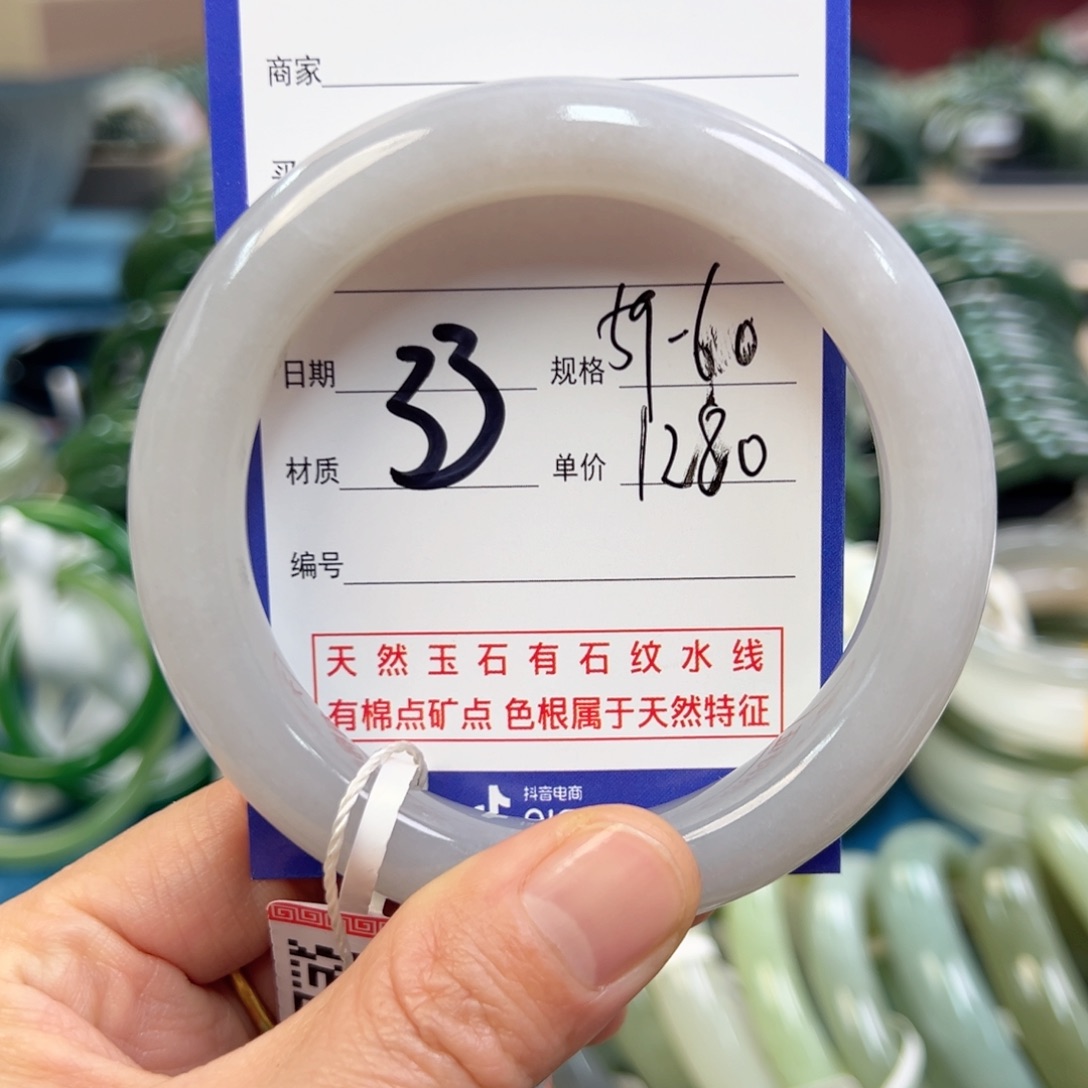 商家
日期 33 规格 59-60
材质 单价 1280
编号
天然玉石有石纹水线
有棉点矿点 色根属于天然特征
抖音电商